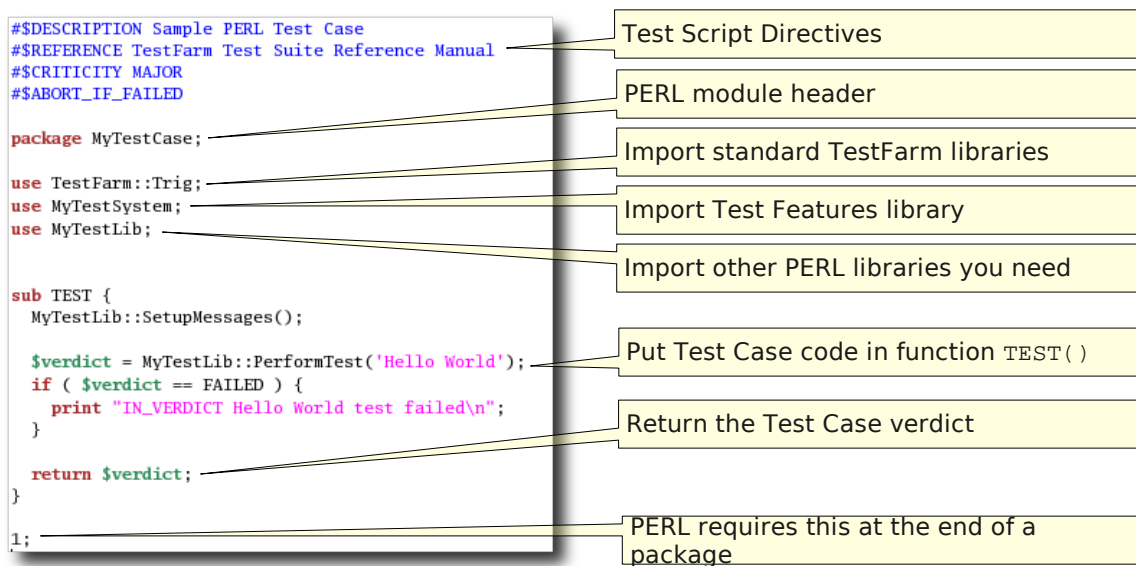 #$DESCRIPTION Sample PERL Test Case
#$REFERENCE TestFarm Test Suite Reference Manual
#$CRITICITY MAJOR
#$ABORT_IF_FAILED
package MyTestCase;
use TestFarm::Trig;
use MyTestSystem;
use MyTestLib;
sub TEST {
  MyTestLib::SetupMessages();
  $verdict = MyTestLib::PerformTest('Hello World');
  if ( $verdict == FAILED ) {
    print "IN_VERDICT Hello World test failed\n";
  }
  return $verdict;
}
1;
Test Script Directives
PERL module header
Import standard TestFarm libraries
Import Test Features library
Import other PERL libraries you need
Put Test Case code in function TEST()
Return the Test Case verdict
PERL requires this at the end of a
package